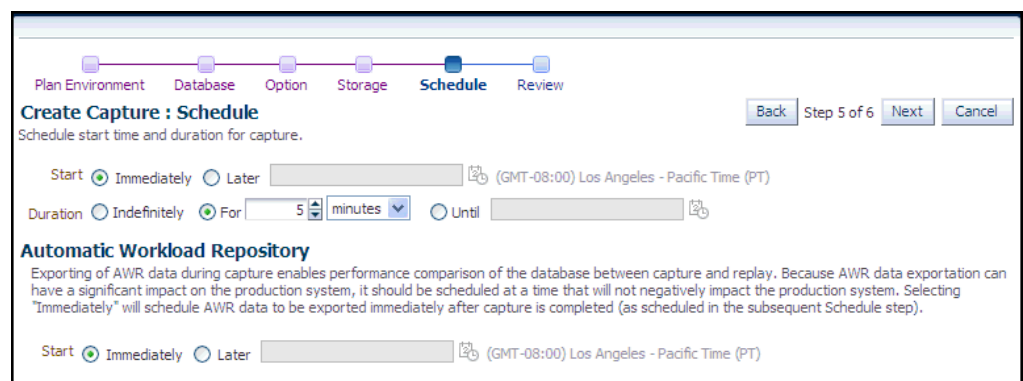 Plan Environment Database Option Storage Schedule Review
Create Capture : Schedule
Back Step 5 of 6 Next Cancel
Schedule start time and duration for capture.
Start Immediately Later (GMT-08:00) Los Angeles - Pacific Time (PT)
Duration Indefinitely For 5 minutes Until
Automatic Workload Repository
Exporting of AWR data during capture enables performance comparison of the database between capture and replay. Because AWR data exportation can
have a significant impact on the production system, it should be scheduled at a time that will not negatively impact the production system. Selecting
"Immediately" will schedule AWR data to be exported immediately after capture is completed (as scheduled in the subsequent Schedule step).
Start Immediately Later (GMT-08:00) Los Angeles - Pacific Time (PT)